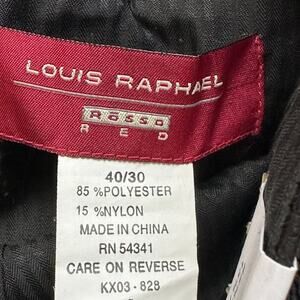 LOUIS RAPHAEL
ROSSO
RED
40/30
85 %POLYESTER
15 %NYLON
MADE IN CHINA
RN 54341
CARE ON REVERSE
KX03-828